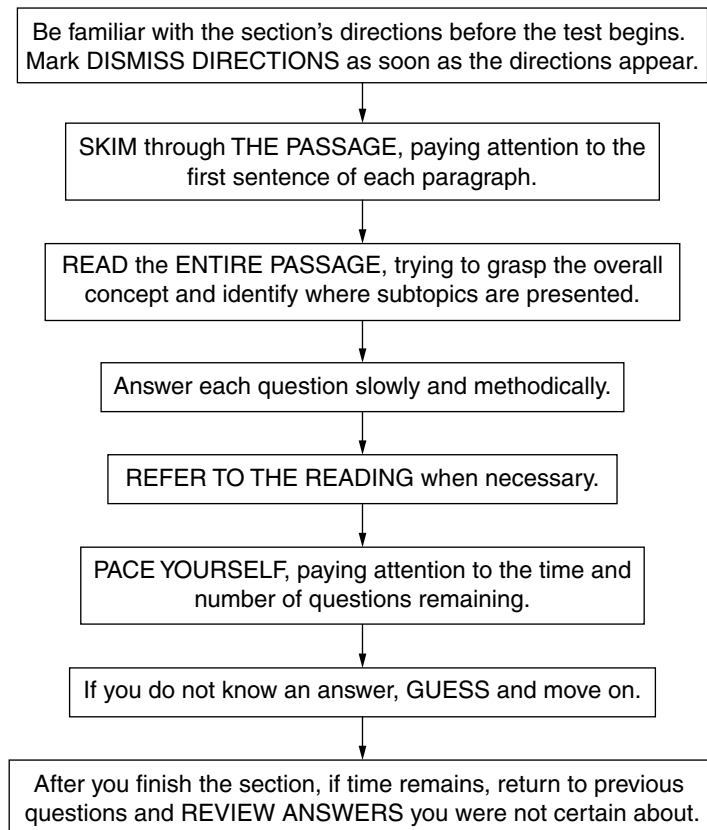 Be familiar with the section’s directions before the test begins.
Mark DISMISS DIRECTIONS as soon as the directions appear.
SKIM through THE PASSAGE, paying attention to the
first sentence of each paragraph.
READ the ENTIRE PASSAGE, trying to grasp the overall
concept and identify where subtopics are presented.
Answer each question slowly and methodically.
REFER TO THE READING when necessary.
PACE YOURSELF, paying attention to the time and
number of questions remaining.
If you do not know an answer, GUESS and move on.
After you finish the section, if time remains, return to previous
questions and REVIEW ANSWERS you were not certain about.